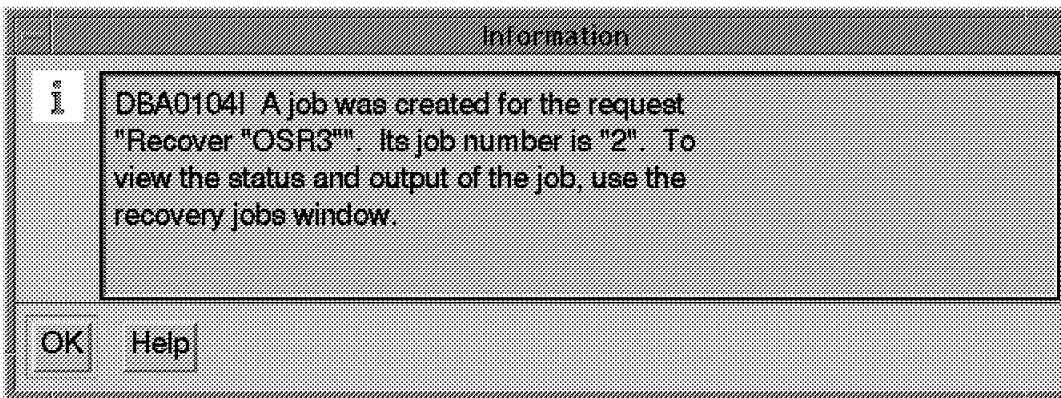 Information
i
DBA0104I A job was created for the request
"Recover "OSR3"". Its job number is "2". To
view the status and output of the job, use the
recovery jobs window.
OK Help